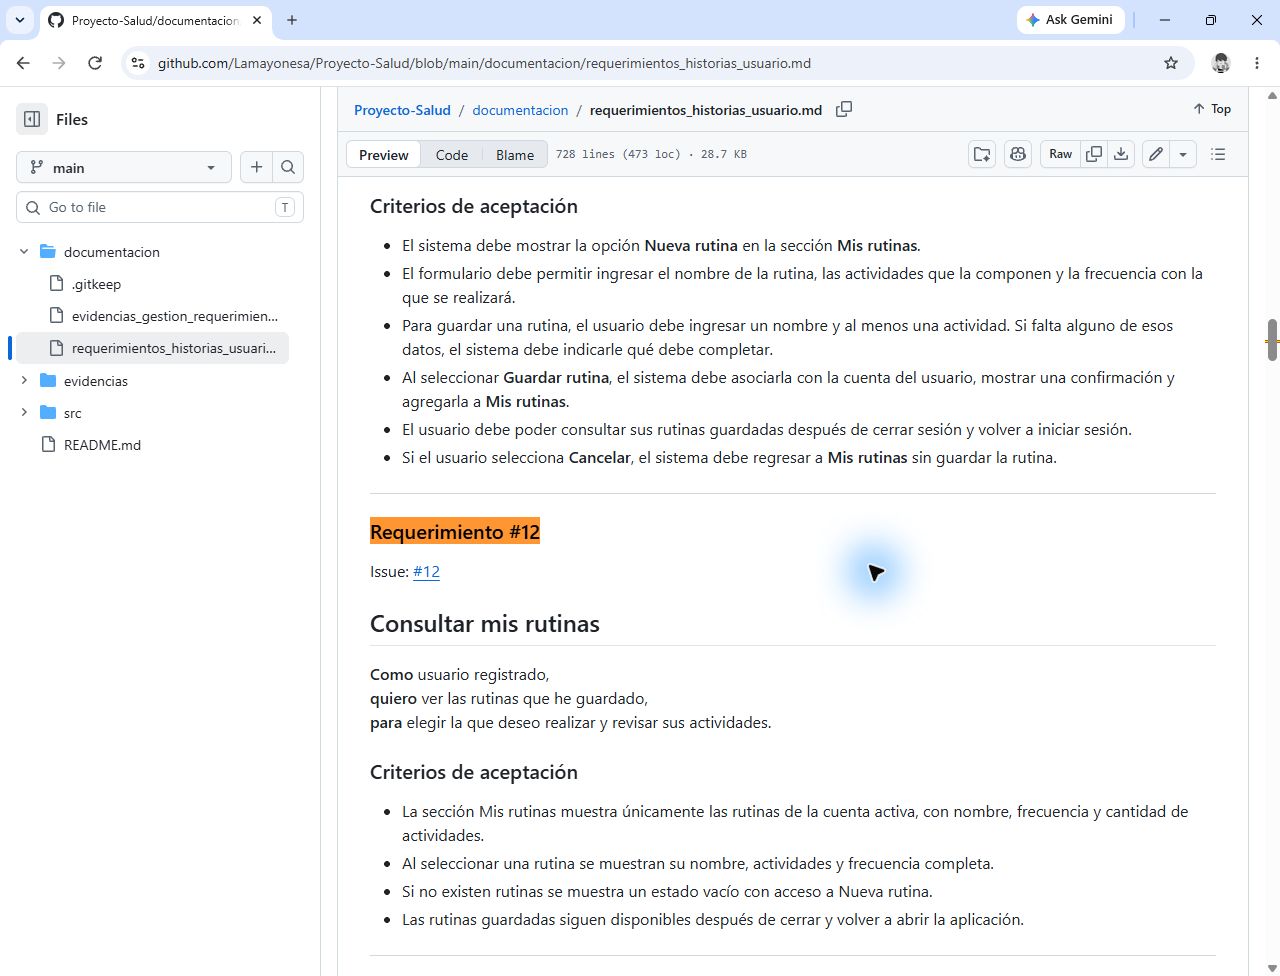 Proyecto-Salud/documentacion
Ask Gemini
github.com/Lamayonesa/Proyecto-Salud/blob/main/documentacion/requerimientos_historias_usuario.md
Files
main
Go to file
T
documentacion
.gitkeep
evidencias_gestion_requerimien...
requerimientos_historias_usuari...
evidencias
src
README.md
Proyecto-Salud / documentacion / requerimientos_historias_usuario.md
Top
Preview Code Blame 728 lines (473 loc) · 28.7 KB
Raw
Criterios de aceptación
El sistema debe mostrar la opción Nueva rutina en la sección Mis rutinas.
El formulario debe permitir ingresar el nombre de la rutina, las actividades que la componen y la frecuencia con la
que se realizará.
Para guardar una rutina, el usuario debe ingresar un nombre y al menos una actividad. Si falta alguno de esos
datos, el sistema debe indicarle qué debe completar.
Al seleccionar Guardar rutina, el sistema debe asociarla con la cuenta del usuario, mostrar una confirmación y
agregarla a Mis rutinas.
El usuario debe poder consultar sus rutinas guardadas después de cerrar sesión y volver a iniciar sesión.
Si el usuario selecciona Cancelar, el sistema debe regresar a Mis rutinas sin guardar la rutina.
Requerimiento #12
Issue: #12
Consultar mis rutinas
Como usuario registrado,
quiero ver las rutinas que he guardado,
para elegir la que deseo realizar y revisar sus actividades.
Criterios de aceptación
La sección Mis rutinas muestra únicamente las rutinas de la cuenta activa, con nombre, frecuencia y cantidad de
actividades.
Al seleccionar una rutina se muestran su nombre, actividades y frecuencia completa.
Si no existen rutinas se muestra un estado vacío con acceso a Nueva rutina.
Las rutinas guardadas siguen disponibles después de cerrar y volver a abrir la aplicación.